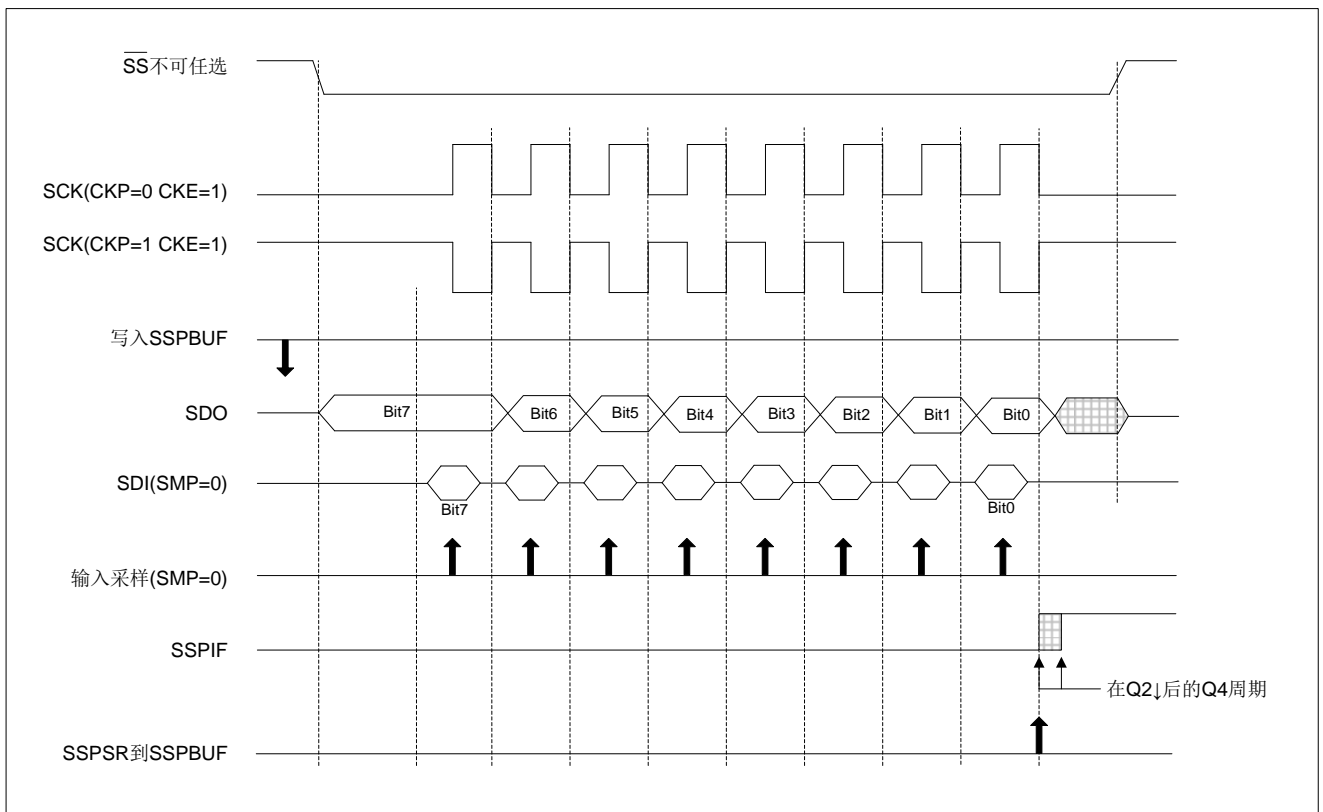 SS不可任选
SCK(CKP=0 CKE=1)
SCK(CKP=1 CKE=1)
写入SSPBUF
SDO
Bit7
Bit6
Bit5
Bit4
Bit3
Bit2
Bit1
Bit0
SDI(SMP=0)
Bit7
Bit0
输入采样(SMP=0)
SSPIF
在Q2↓后的Q4周期
SSPSR到SSPBUF